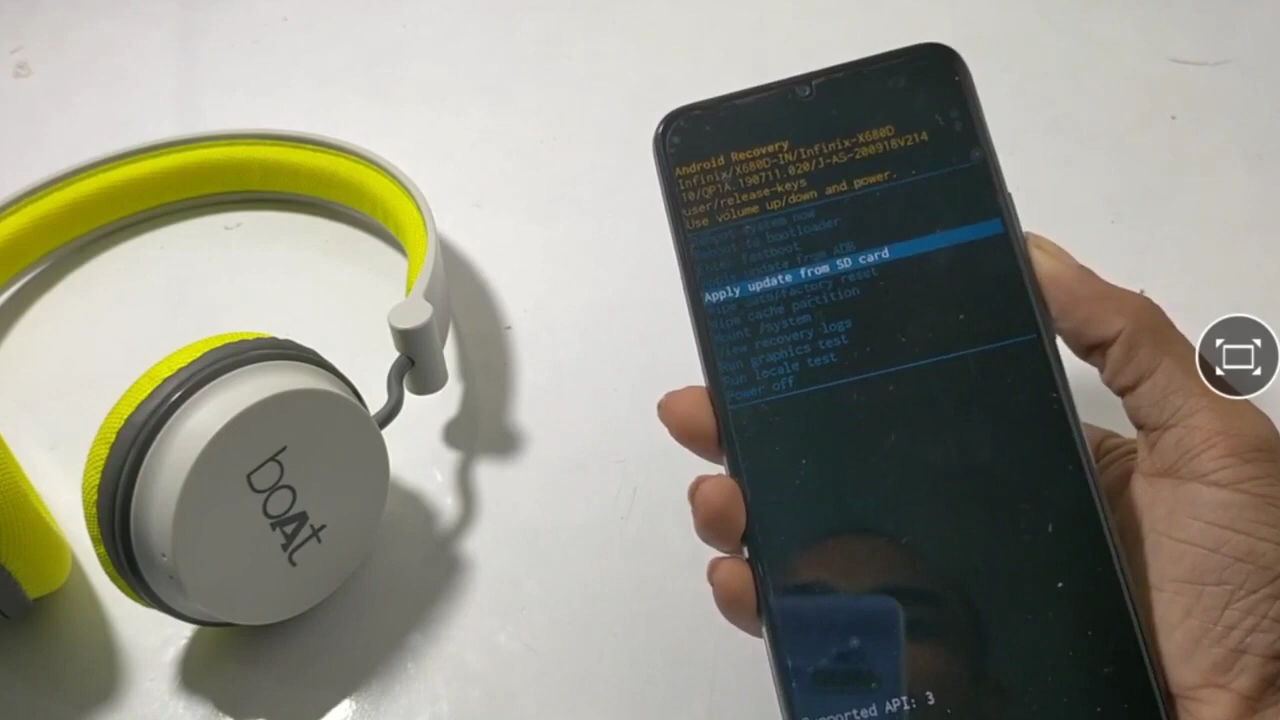 boAt
Android Recovery
Infinix/X680D-IN/Infinix-X680D
10/QP1A.190711.020/J-AS-200918V214
user/release-keys
Use volume up/down and power.
Reboot system now
Reboot to bootloader
Enter fastboot
Apply update from ADB
Apply update from SD card
Wipe data/factory reset
Wipe cache partition
Mount /system
View recovery logs
Run graphics test
Run locale test
Power off
Supported API: 3